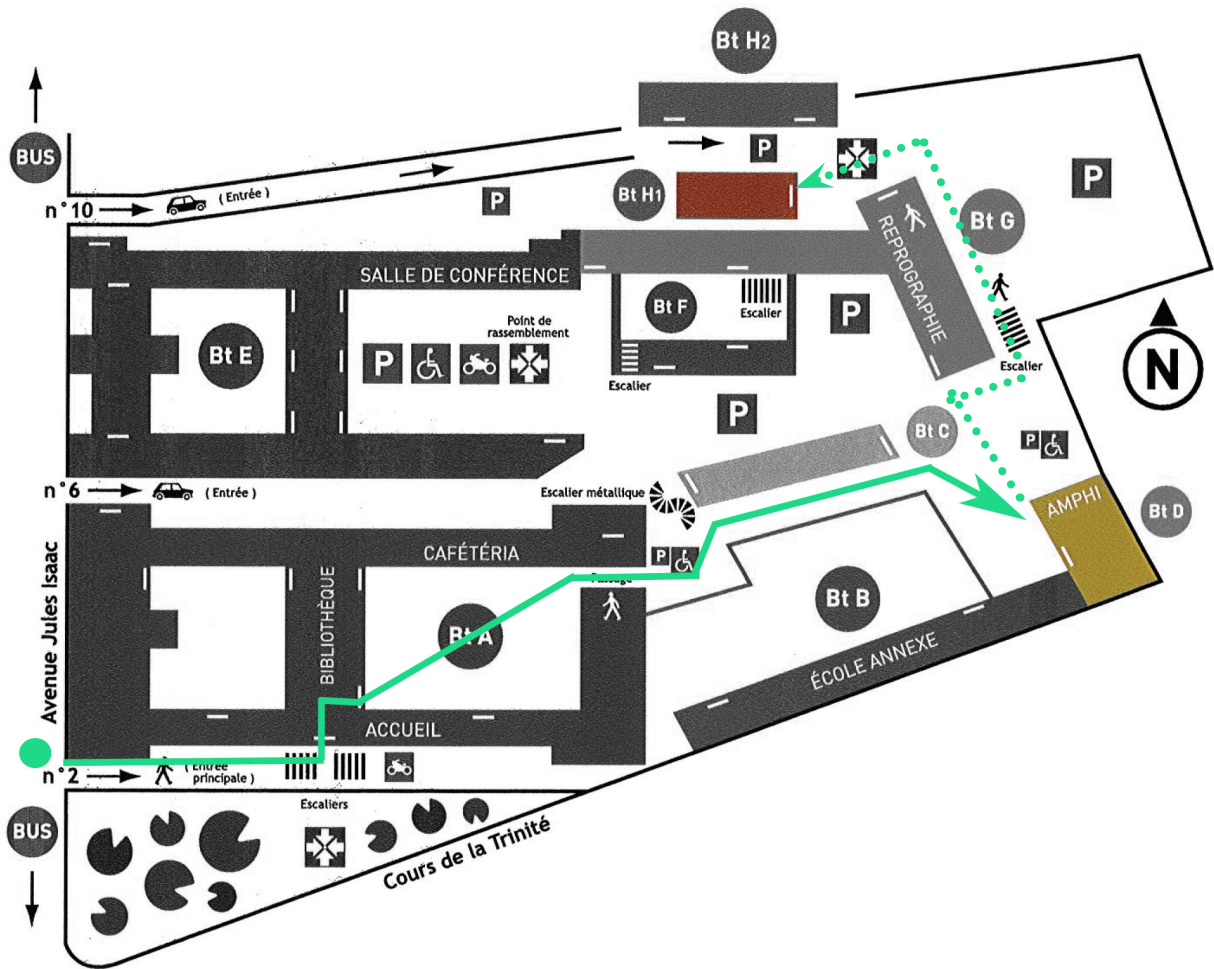 Bt H2
BUS
P
Bt H1
P
Bt G
n°10
( Entrée )
P
REPROGRAPHIE
SALLE DE CONFÉRENCE
Bt F
Escalier
P
Point de
rassemblement
Bt E
P
Escalier
Escalier
N
P
Bt C
P
n°6
( Entrée )
Escalier métallique
AMPHI
Bt D
CAFÉTÉRIA
P
Passage
Avenue Jules Isaac
BIBLIOTHÈQUE
Bt A
Bt B
ÉCOLE ANNEXE
ACCUEIL
n°2
( Entrée
principale )
Escaliers
BUS
Cours de la Trinité